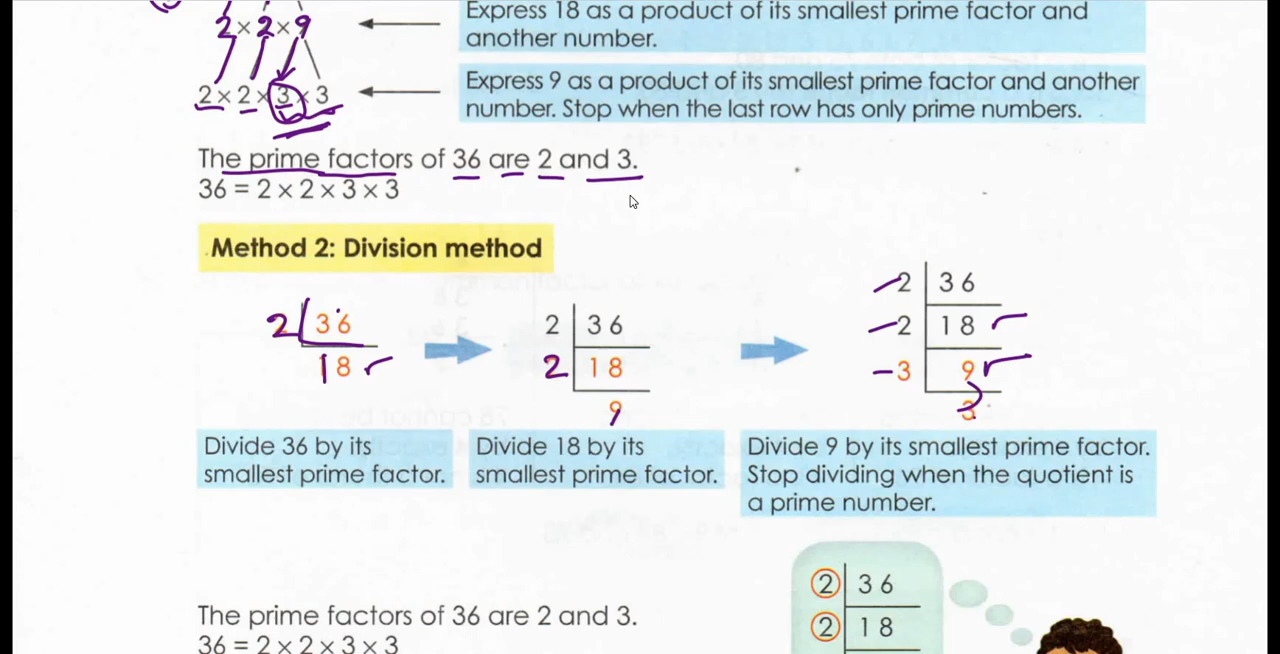 2 × 2 × 9
Express 18 as a product of its smallest prime factor and
another number.
2 × 2 × 3 × 3
Express 9 as a product of its smallest prime factor and another
number. Stop when the last row has only prime numbers.
The prime factors of 36 are 2 and 3.
36 = 2 × 2 × 3 × 3
Method 2: Division method
2 36
18
2 36
2 18
9
2 36
2 18
3 9
3
Divide 36 by its
smallest prime factor.
Divide 18 by its
smallest prime factor.
Divide 9 by its smallest prime factor.
Stop dividing when the quotient is
a prime number.
2 36
2 18
The prime factors of 36 are 2 and 3.
36 = 2 × 2 × 3 × 3